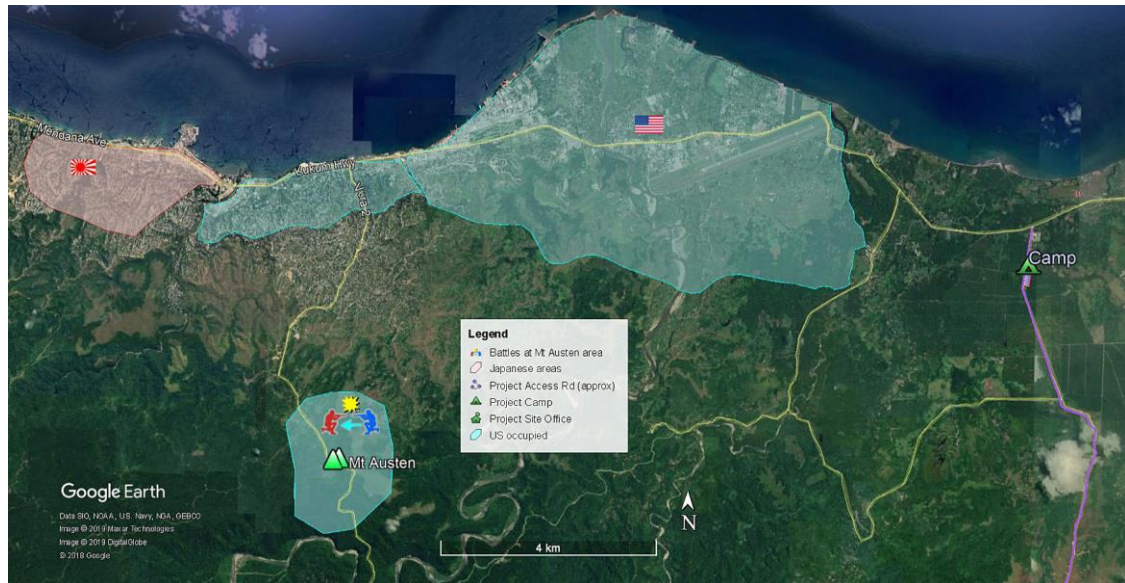 Mendana Ave
Kukum Hwy
Vura 2
Camp
Legend
Battles at Mt Austen area
Japanese areas
Project Access Rd (approx)
Project Camp
Project Site Office
US occupied
Mt Austen
Google Earth
Data SIO, NOAA, U.S. Navy, NGA, GEBCO
Image © 2019 Maxar Technologies
Image © 2019 DigitalGlobe
© 2018 Google
N
4 km